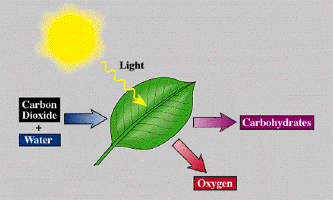 Light
Carbon
Dioxide
+
Water
Carbohydrates
Oxygen